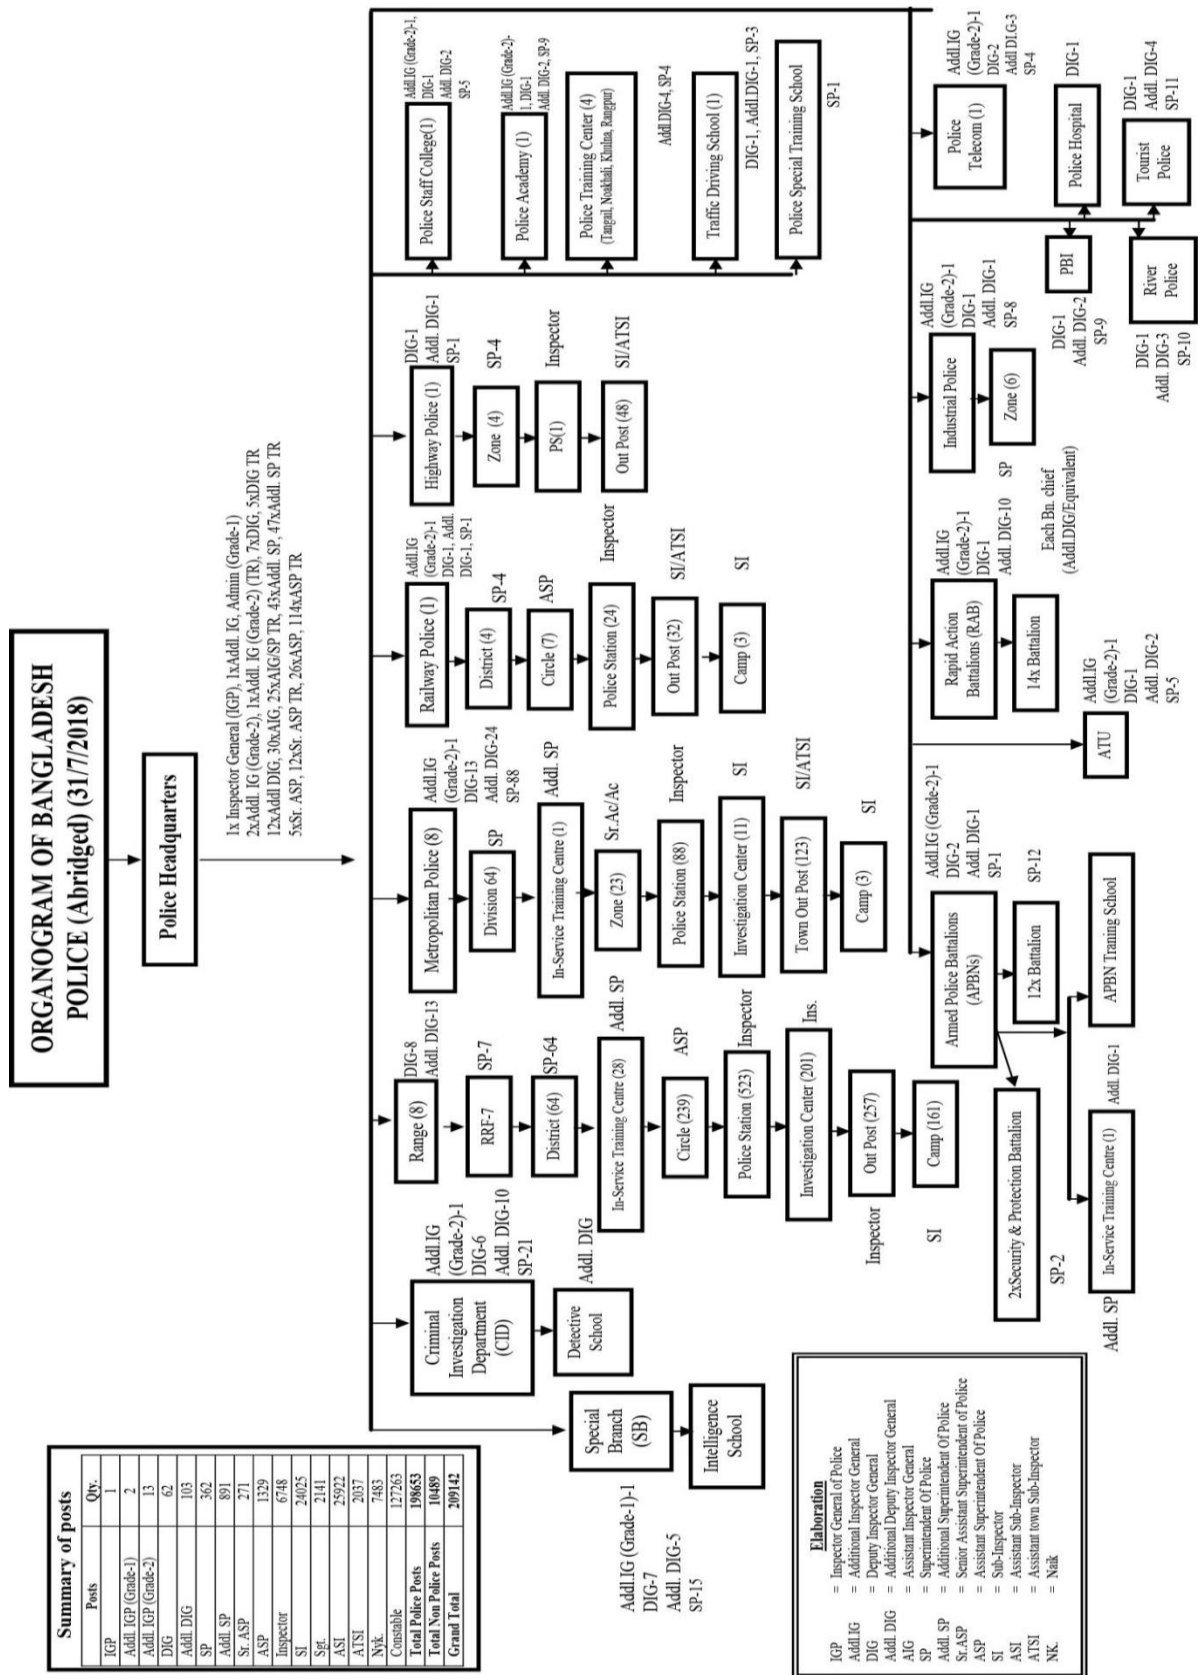 ORGANOGRAM OF BANGLADESH
POLICE (Abridged) (31/7/2018)
Police Headquarters
1x Inspector General (IGP), 1xAddl. IG, Admin (Grade-1)
2xAddl. IG (Grade-2), 1xAddl. IG (Grade-2) (TR), 7xDIG, 5xDIG TR
12xAddl DIG, 30xAIG, 25xAIG/SP TR, 43xAddl. SP, 47xAddl. SP TR
5xSr. ASP, 12xSr. ASP TR, 26xASP, 114xASP TR
Summary of posts
Posts Qty.
IGP 1
Addl. IGP (Grade-1) 2
Addl. IGP (Grade-2) 13
DIG 62
Addl. DIG 103
SP 362
Addl. SP 891
Sr. ASP 271
ASP 1329
Inspector 6748
SI 24025
Sgt. 2141
ASI 25922
ATSI 2037
Nyk. 7483
Constable 127263
Total Police Posts 198653
Total Non Police Posts 10489
Grand Total 209142
Special
Branch
(SB)
Addl.IG (Grade-1)-1
DIG-7
Addl. DIG-5
SP-15
Intelligence
School
Criminal
Investigation
Department
(CID)
Addl.IG
(Grade-2)-1
DIG-6
Addl. DIG-10
SP-21
Detective
School
Addl. DIG
Range (8)
DIG-8
Addl. DIG-13
RRF-7
SP-7
District (64)
SP-64
In-Service Training Centre (28)
Addl. SP
Circle (239)
ASP
Police Station (523)
Inspector
Investigation Center (201)
Ins.
Out Post (257)
Inspector
Camp (161)
SI
Metropolitan Police (8)
Addl.IG
(Grade-2)-1
DIG-13
Addl. DIG-24
SP-88
Division 64)
SP
In-Service Training Centre (1)
Addl. SP
Zone (23)
Sr.Ac/Ac
Police Station (88)
Inspector
Investigation Center (11)
SI
Town Out Post (123)
SI/ATSI
Camp (3)
SI
Railway Police (1)
Addl.IG
(Grade-2)-1
DIG-1, Addl.
DIG-1, SP-1
District (4)
SP-4
Circle (7)
ASP
Police Station (24)
Inspector
Out Post (32)
SI/ATSI
Camp (3)
SI
Highway Police (1)
DIG-1
Addl. DIG-1
SP-1
Zone (4)
SP-4
PS(1)
Inspector
Out Post (48)
SI/ATSI
Police Staff College(1)
Addl.IG (Grade-2)-1,
DIG-1
Addl. DIG-2
SP-5
Police Academy (1)
Addl.IG (Grade-2)-
1, DIG-1
Addl. DIG-2, SP-9
Police Training Center (4)
(Tangail, Noakhali, Khulna, Rangpur)
Addl.DIG-4, SP-4
Traffic Driving School (1)
DIG-1, Addl.DIG-1, SP-3
Police Special Training School
SP-1
Armed Police Battalions
(APBNs)
Addl.IG (Grade-2)-1
DIG-2
Addl. DIG-1
SP-1
12x Battalion
SP-12
2xSecurity & Protection Battalion
SP-2
In-Service Training Centre (1)
Addl. SP
APBN Traning School
Addl. DIG-1
ATU
Addl.IG
(Grade-2)-1
DIG-1
Addl. DIG-2
SP-5
Rapid Action
Battalions (RAB)
Addl.IG
(Grade-2)-1
DIG-1
Addl. DIG-10
14x Battalion
Each Bn. chief
(Addl.DIG/Equivalent)
Industrial Police
Addl.IG
(Grade-2)-1
DIG-1
Addl. DIG-1
SP-8
Zone (6)
SP
Police
Telecom (1)
Addl.IG
(Grade-2)-1
DIG-2
Addl DI.G-3
SP-4
PBI
DIG-1
Addl. DIG-2
SP-9
Police Hospital
DIG-1
River
Police
DIG-1
Addl. DIG-3
SP-10
Tourist
Police
DIG-1
Addl. DIG-4
SP-11
Elaboration
IGP = Inspector General of Police
Addl.IG = Additional Inspector General
DIG = Deputy Inspector General
Addl. DIG = Additional Deputy Inspector General
AIG = Assistant Inspector General
SP = Superintendent Of Police
Addl. SP = Additional Superintendent Of Police
Sr.ASP = Senior Assistant Superintendent of Police
ASP = Assistant Superintendent Of Police
SI = Sub-Inspector
ASI = Assistant Sub-Inspector
ATSI = Assistant town Sub-Inspector
NK. = Naik